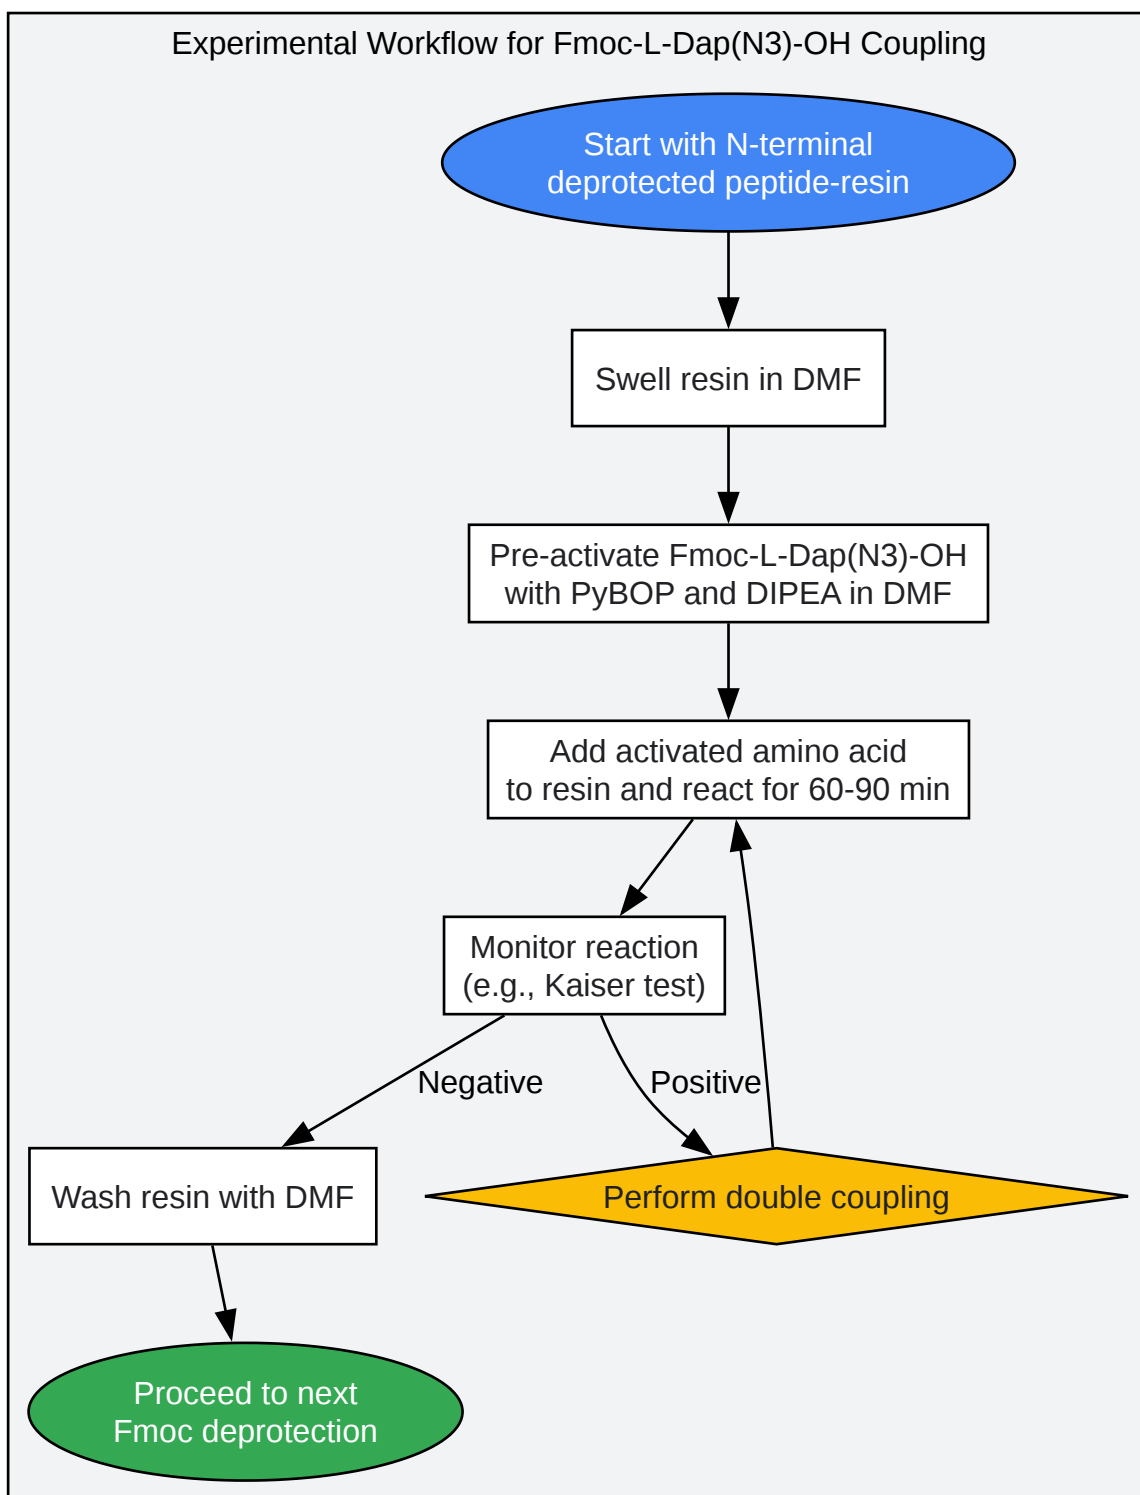 Experimental Workflow for Fmoc-L-Dap(N3)-OH Coupling
Start with N-terminal
deprotected peptide-resin
Swell resin in DMF
Pre-activate Fmoc-L-Dap(N3)-OH
with PyBOP and DIPEA in DMF
Add activated amino acid
to resin and react for 60-90 min
Monitor reaction
(e.g., Kaiser test)
Negative
Positive
Wash resin with DMF
Perform double coupling
Proceed to next
Fmoc deprotection